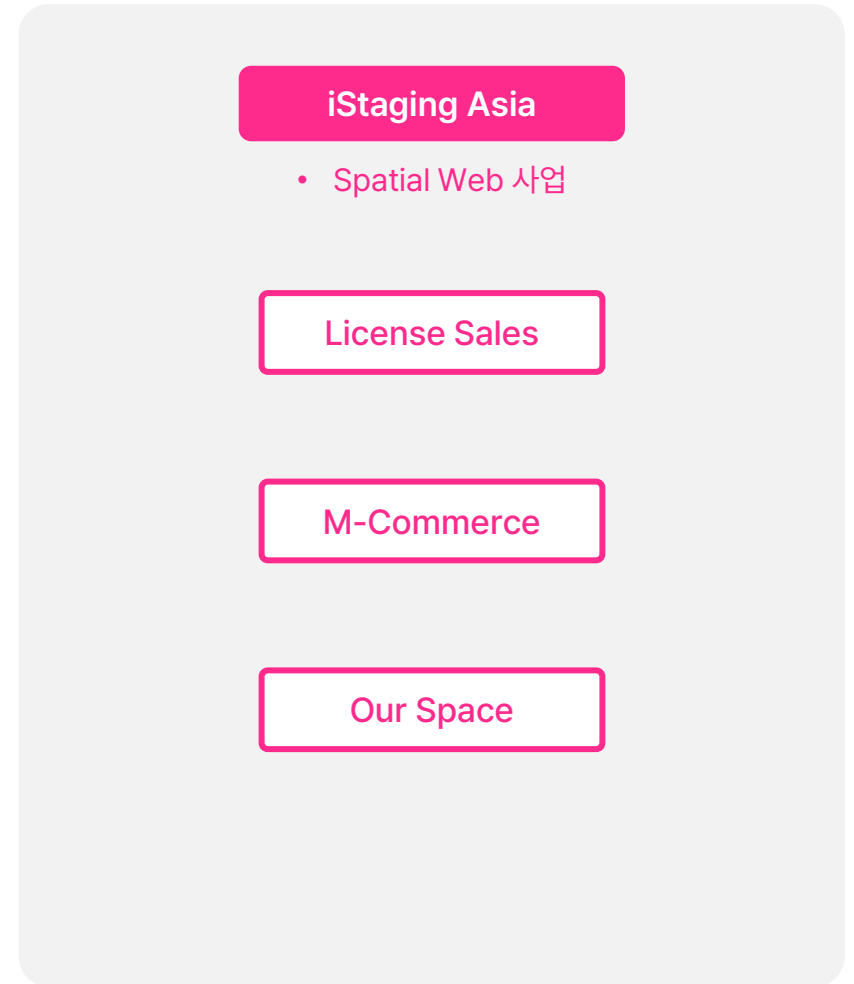 iStaging Asia
• Spatial Web 사업
License Sales
M-Commerce
Our Space